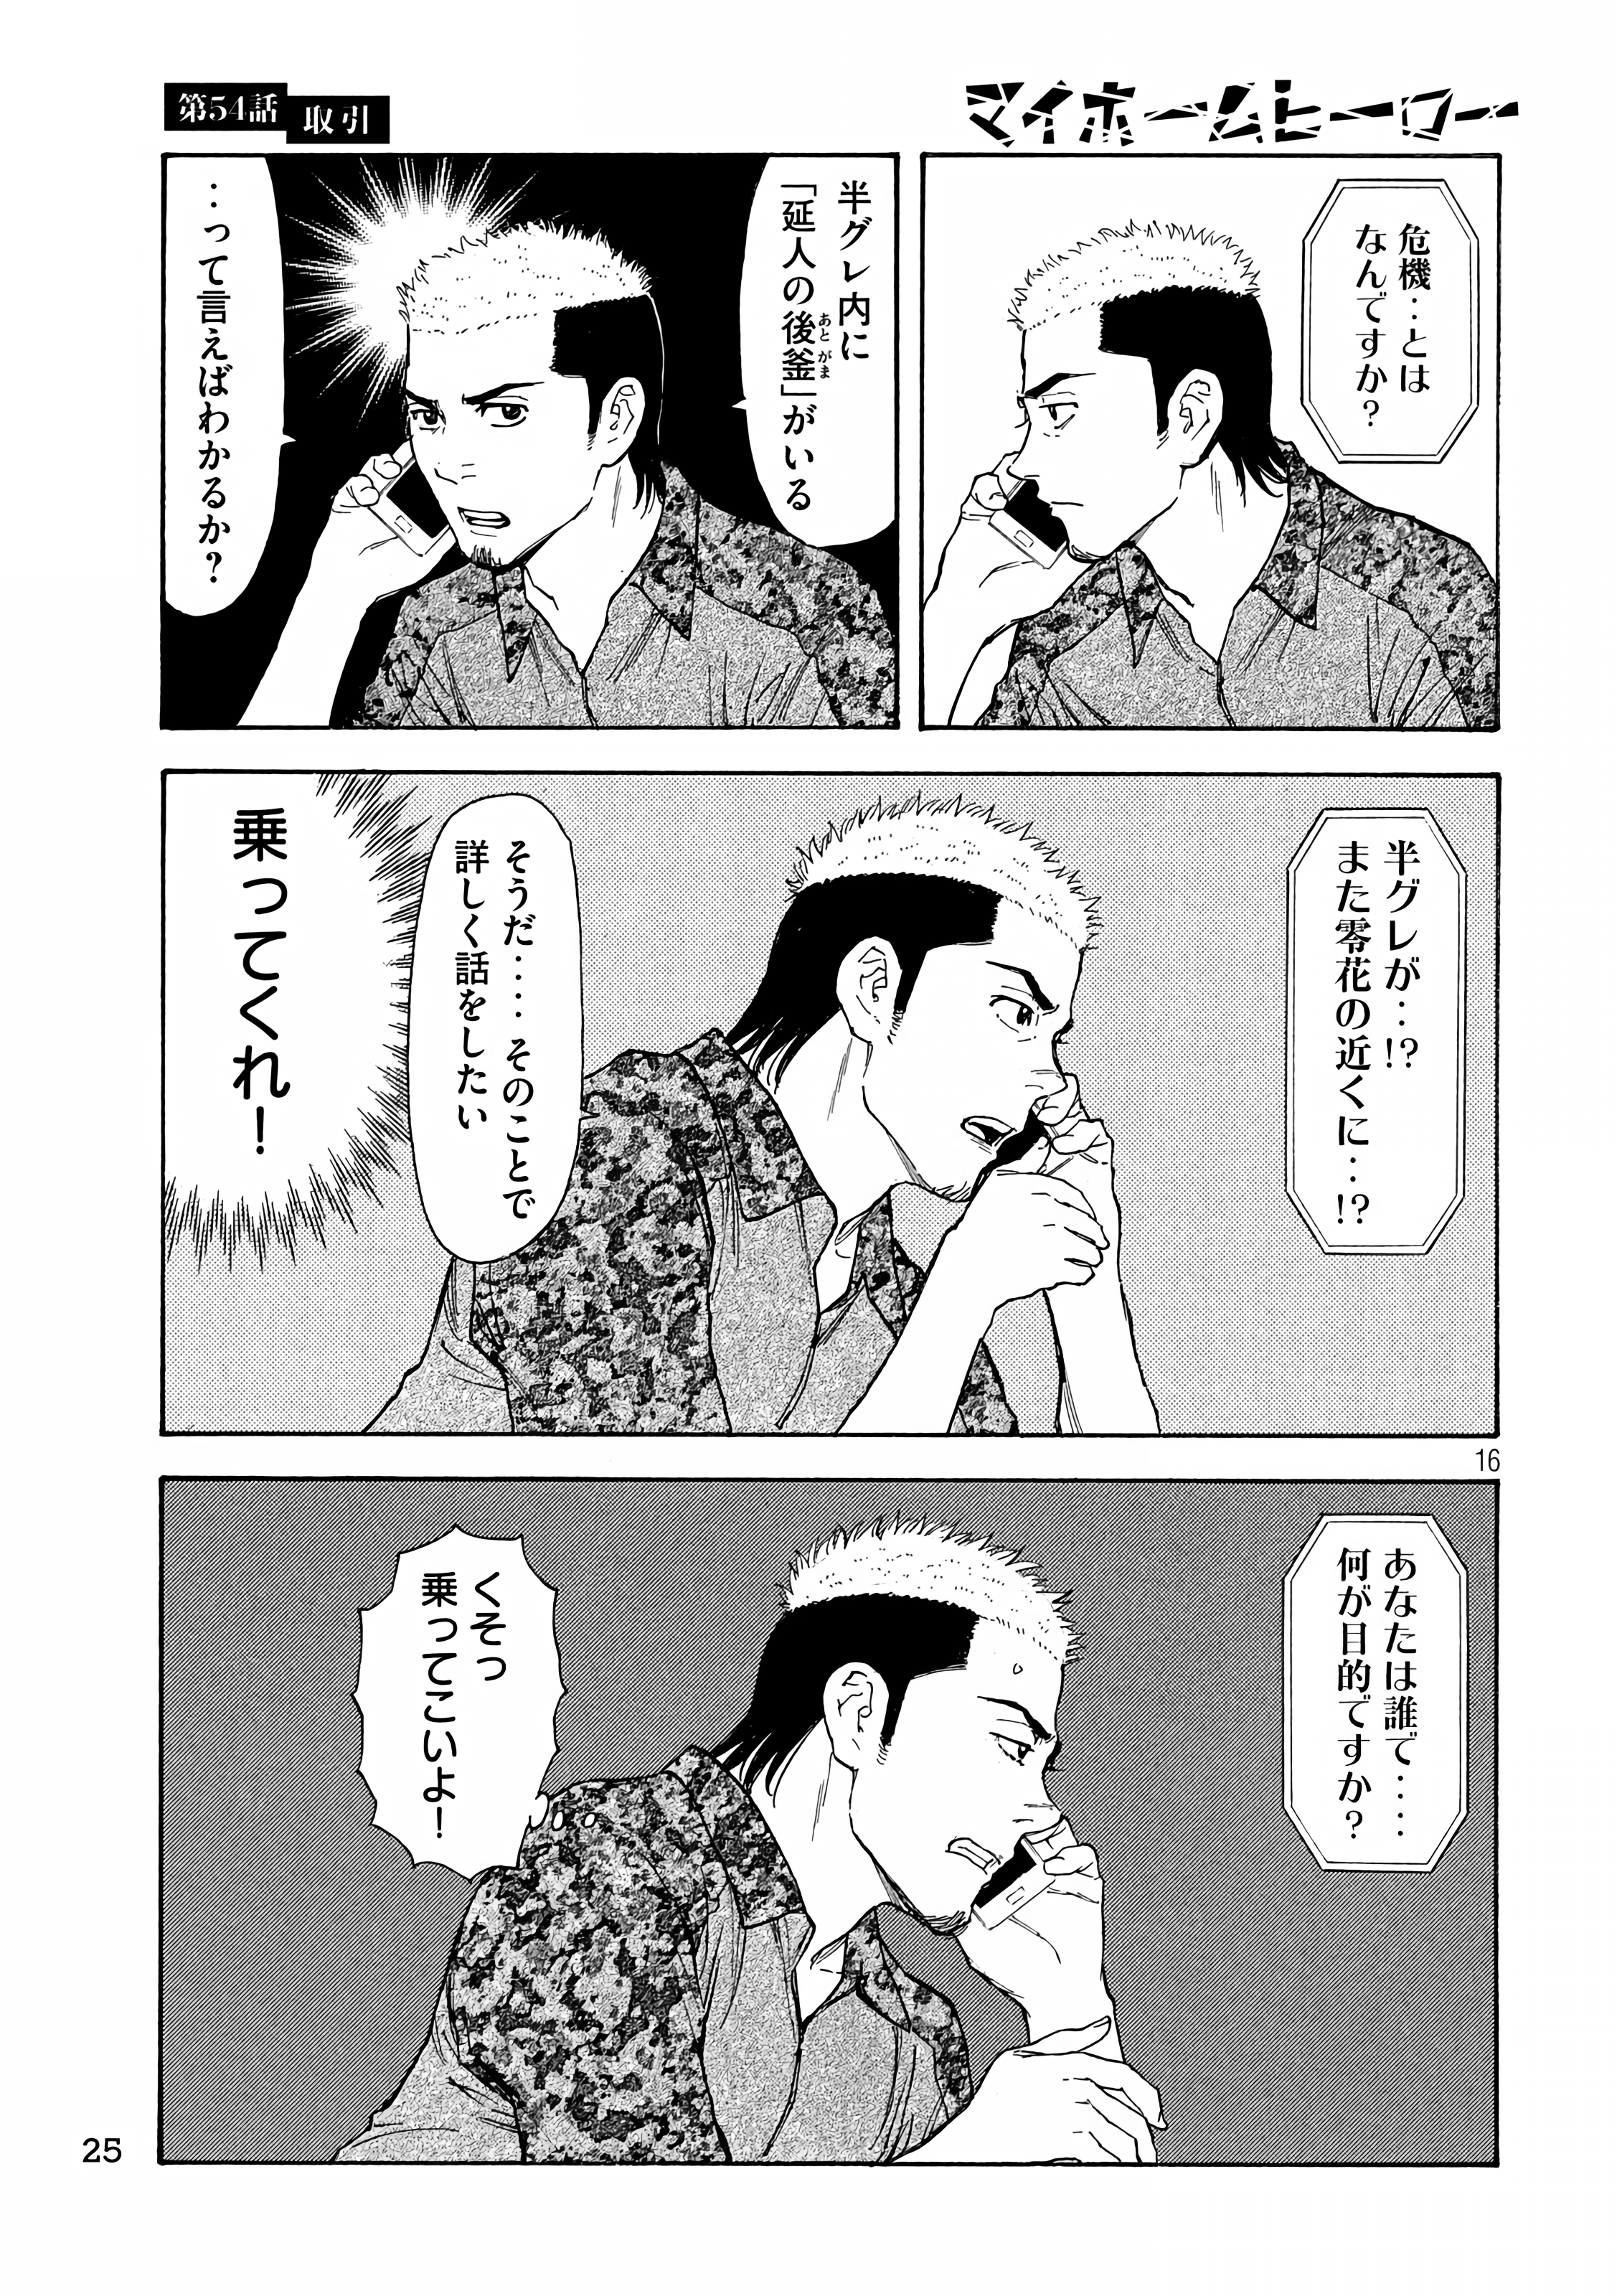 マイホームヒーロー
第54話
取引
危機‥とは
なんですか?
半グレ内に
「延人の後釜」がいる
あとがま
‥って言えばわかるか?
半グレが‥!?
また零花の近くに‥!?
そうだ‥‥そのことで
詳しく話をしたい
乗ってくれ!
16
あなたは誰で‥‥
何が目的ですか?
くそっ
乗ってこいよ!
25